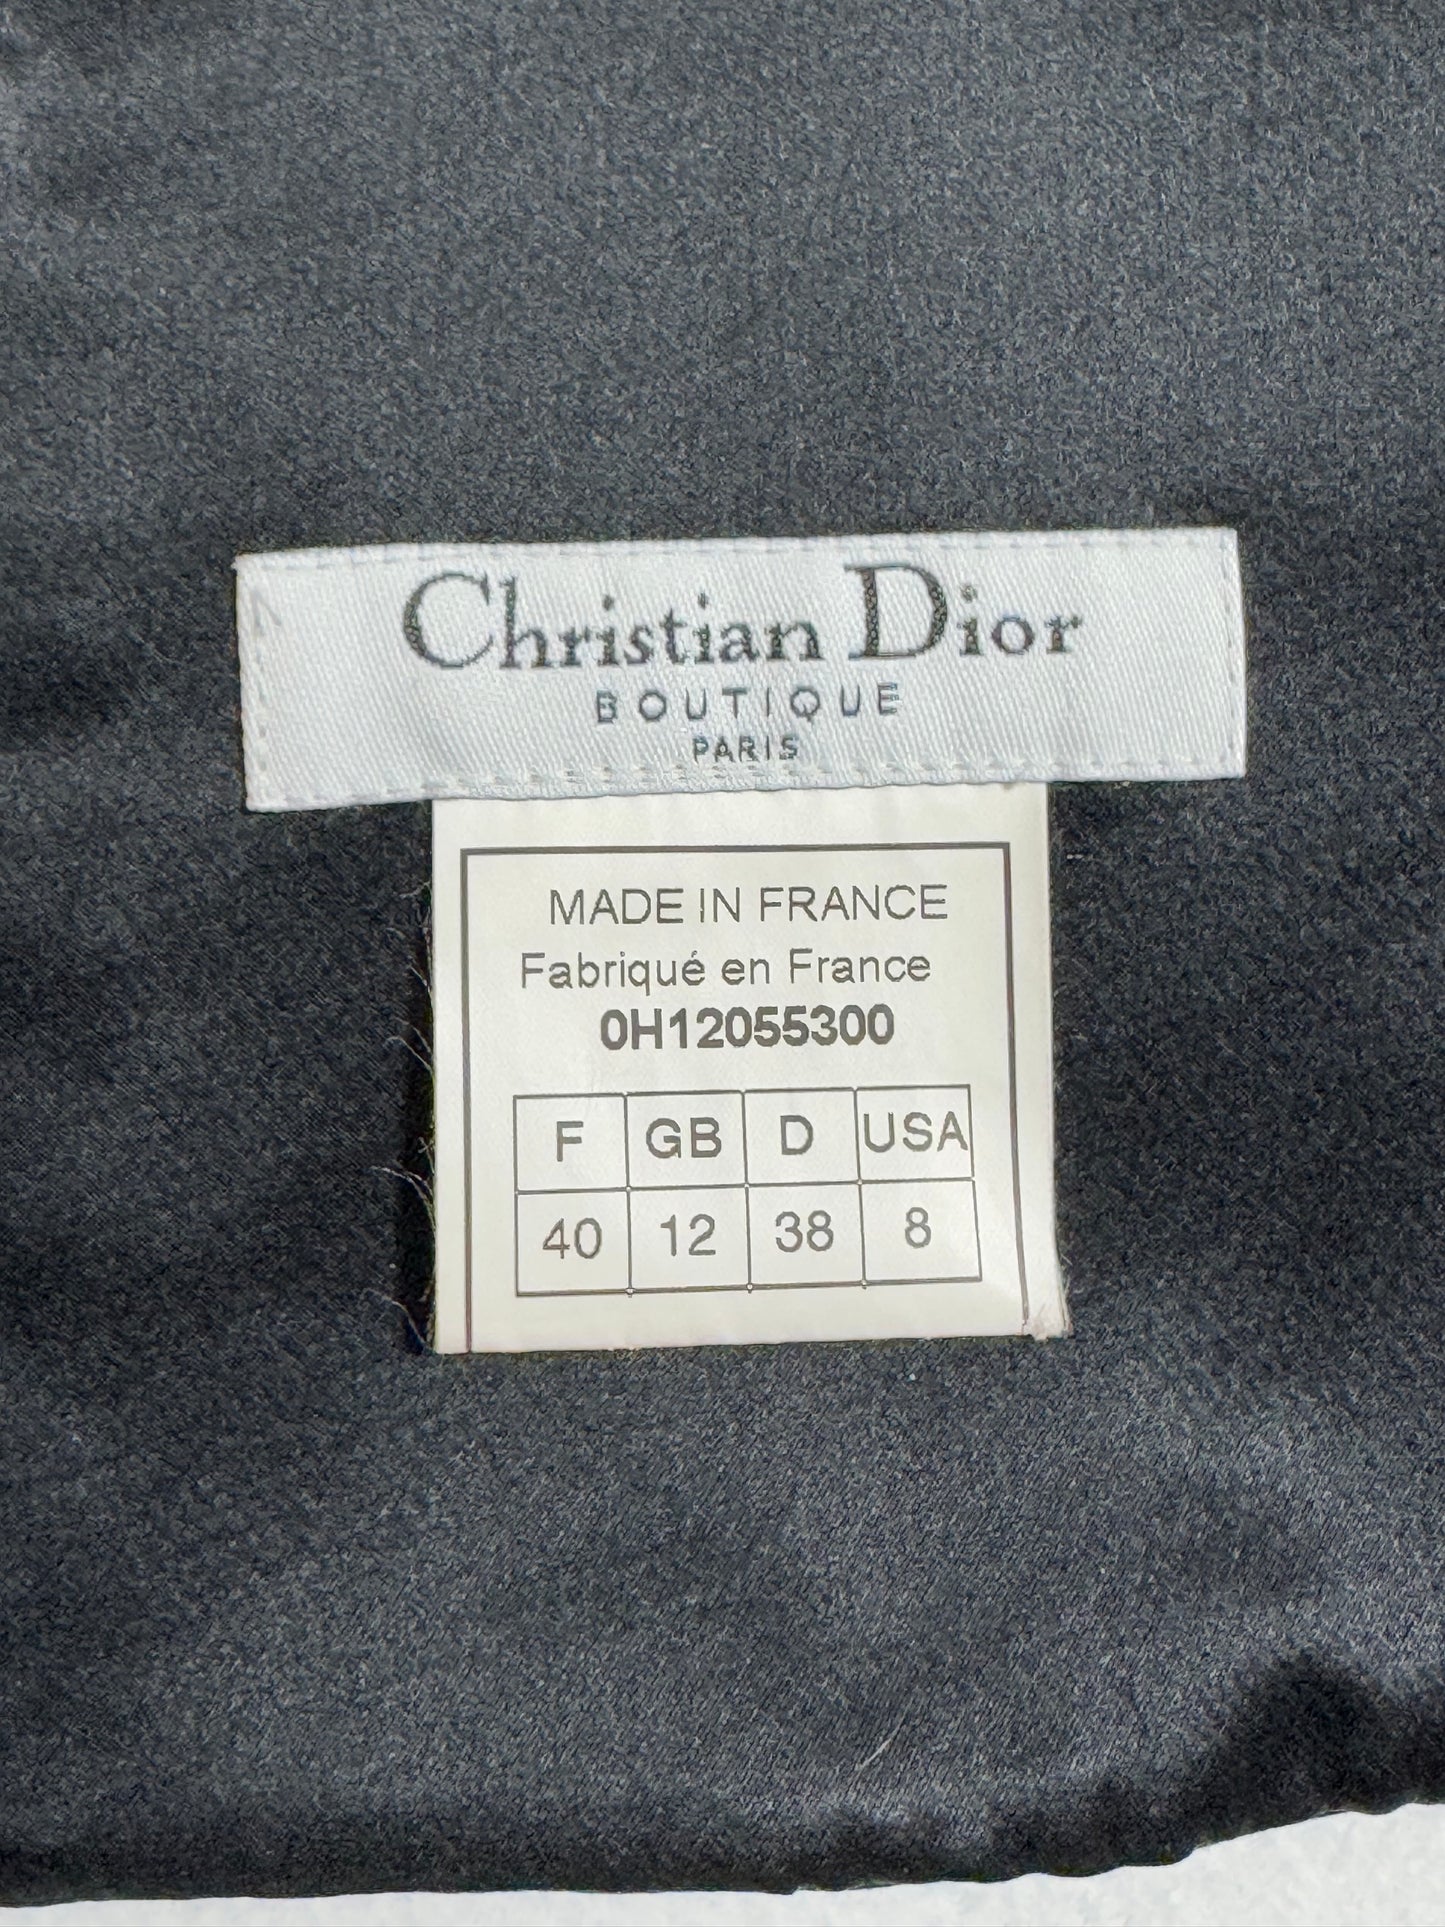 Christian Dior
BOUTIQUE
PARIS
MADE IN FRANCE
Fabriqué en France
0H12055300
F GB D USA
40 12 38 8